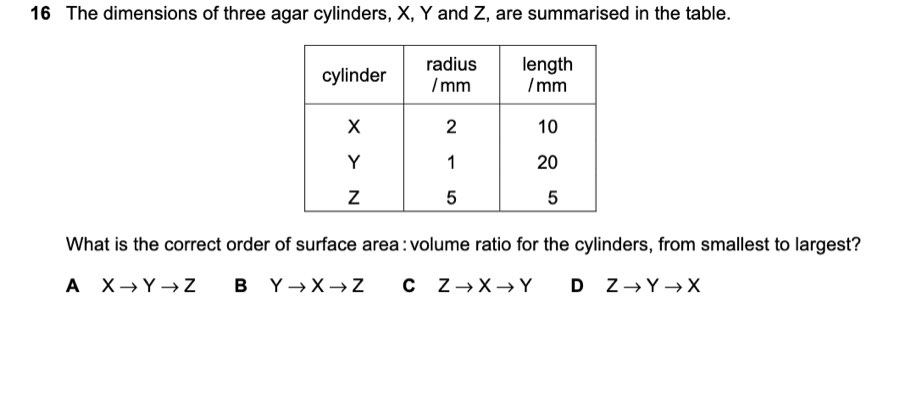 16 The dimensions of three agar cylinders, X, Y and Z, are summarised in the table.
cylinder radius /mm length /mm
X 2 10
Y 1 20
Z 5 5
What is the correct order of surface area : volume ratio for the cylinders, from smallest to largest?
A X → Y → Z B Y → X → Z C Z → X → Y D Z → Y → X